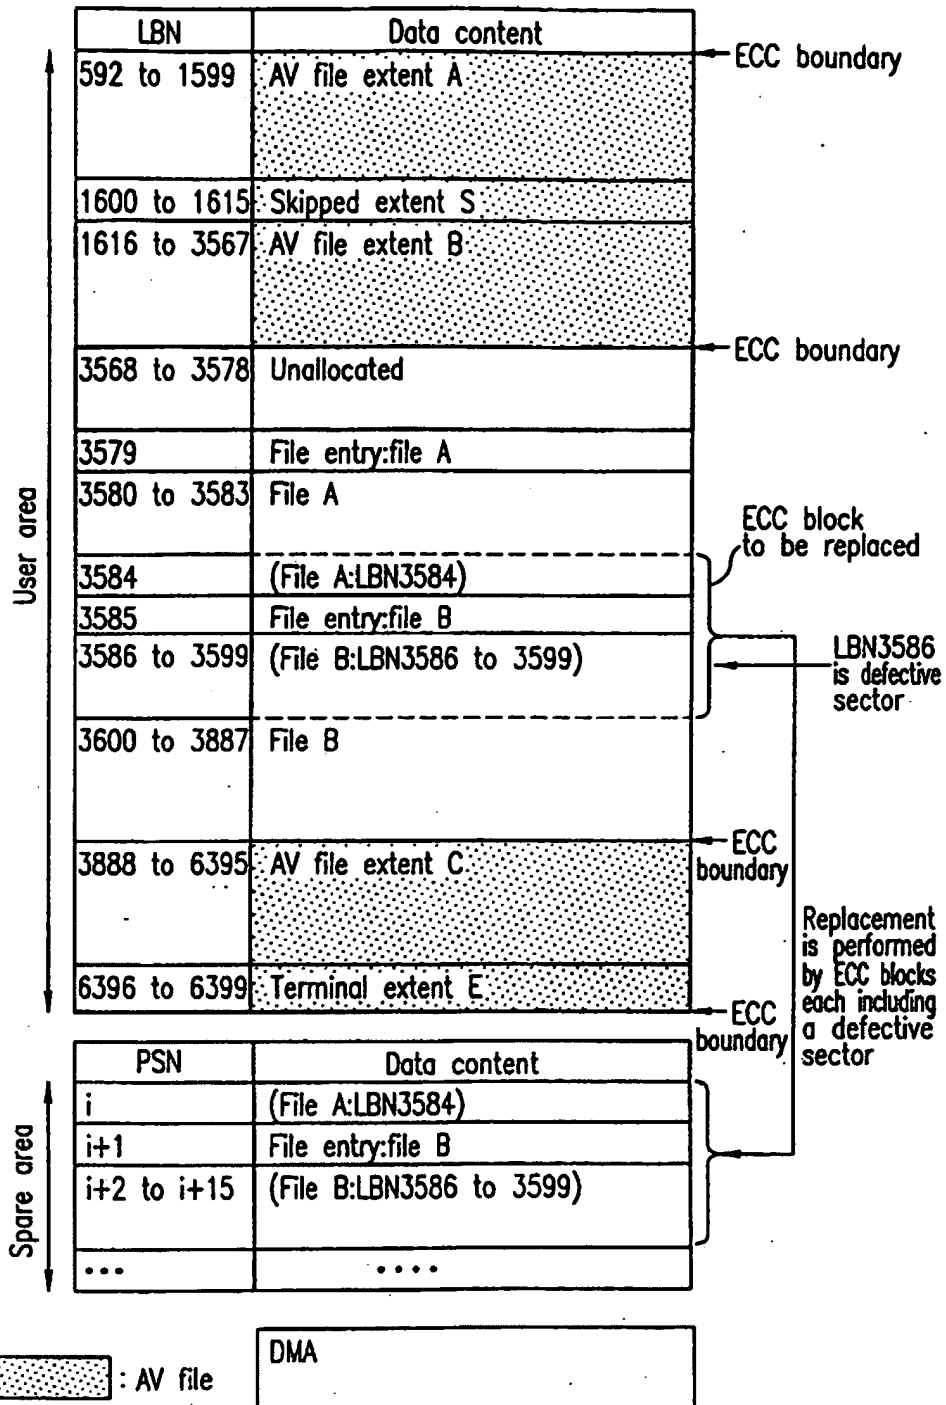 LBN Data content
ECC boundary
592 to 1599 AV file extent A
1600 to 1615 Skipped extent S
1616 to 3567 AV file extent B
ECC boundary
3568 to 3578 Unallocated
3579 File entry:file A
3580 to 3583 File A
User area
ECC block
to be replaced
3584 (File A:LBN3584)
3585 File entry:file B
3586 to 3599 (File B:LBN3586 to 3599)
LBN3586
is defective
sector
3600 to 3887 File B
ECC
boundary
3888 to 6395 AV file extent C
Replacement
is performed
by ECC blocks
each including
a defective
sector
6396 to 6399 Terminal extent E
ECC
boundary
PSN Data content
Spare area
i (File A:LBN3584)
i+1 File entry:file B
i+2 to i+15 (File B:LBN3586 to 3599)
••• ••••
: AV file
DMA